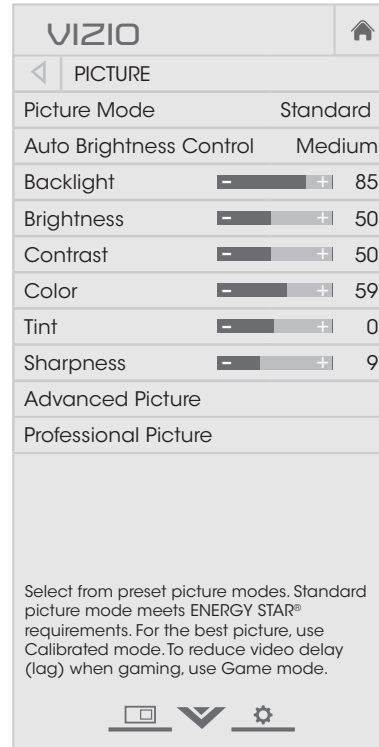 VIZIO
PICTURE
Picture Mode Standard
Auto Brightness Control Medium
Backlight - + 85
Brightness - + 50
Contrast - + 50
Color - + 59
Tint - + 0
Sharpness - + 9
Advanced Picture
Professional Picture
Select from preset picture modes. Standard
picture mode meets ENERGY STAR®
requirements. For the best picture, use
Calibrated mode. To reduce video delay
(lag) when gaming, use Game mode.